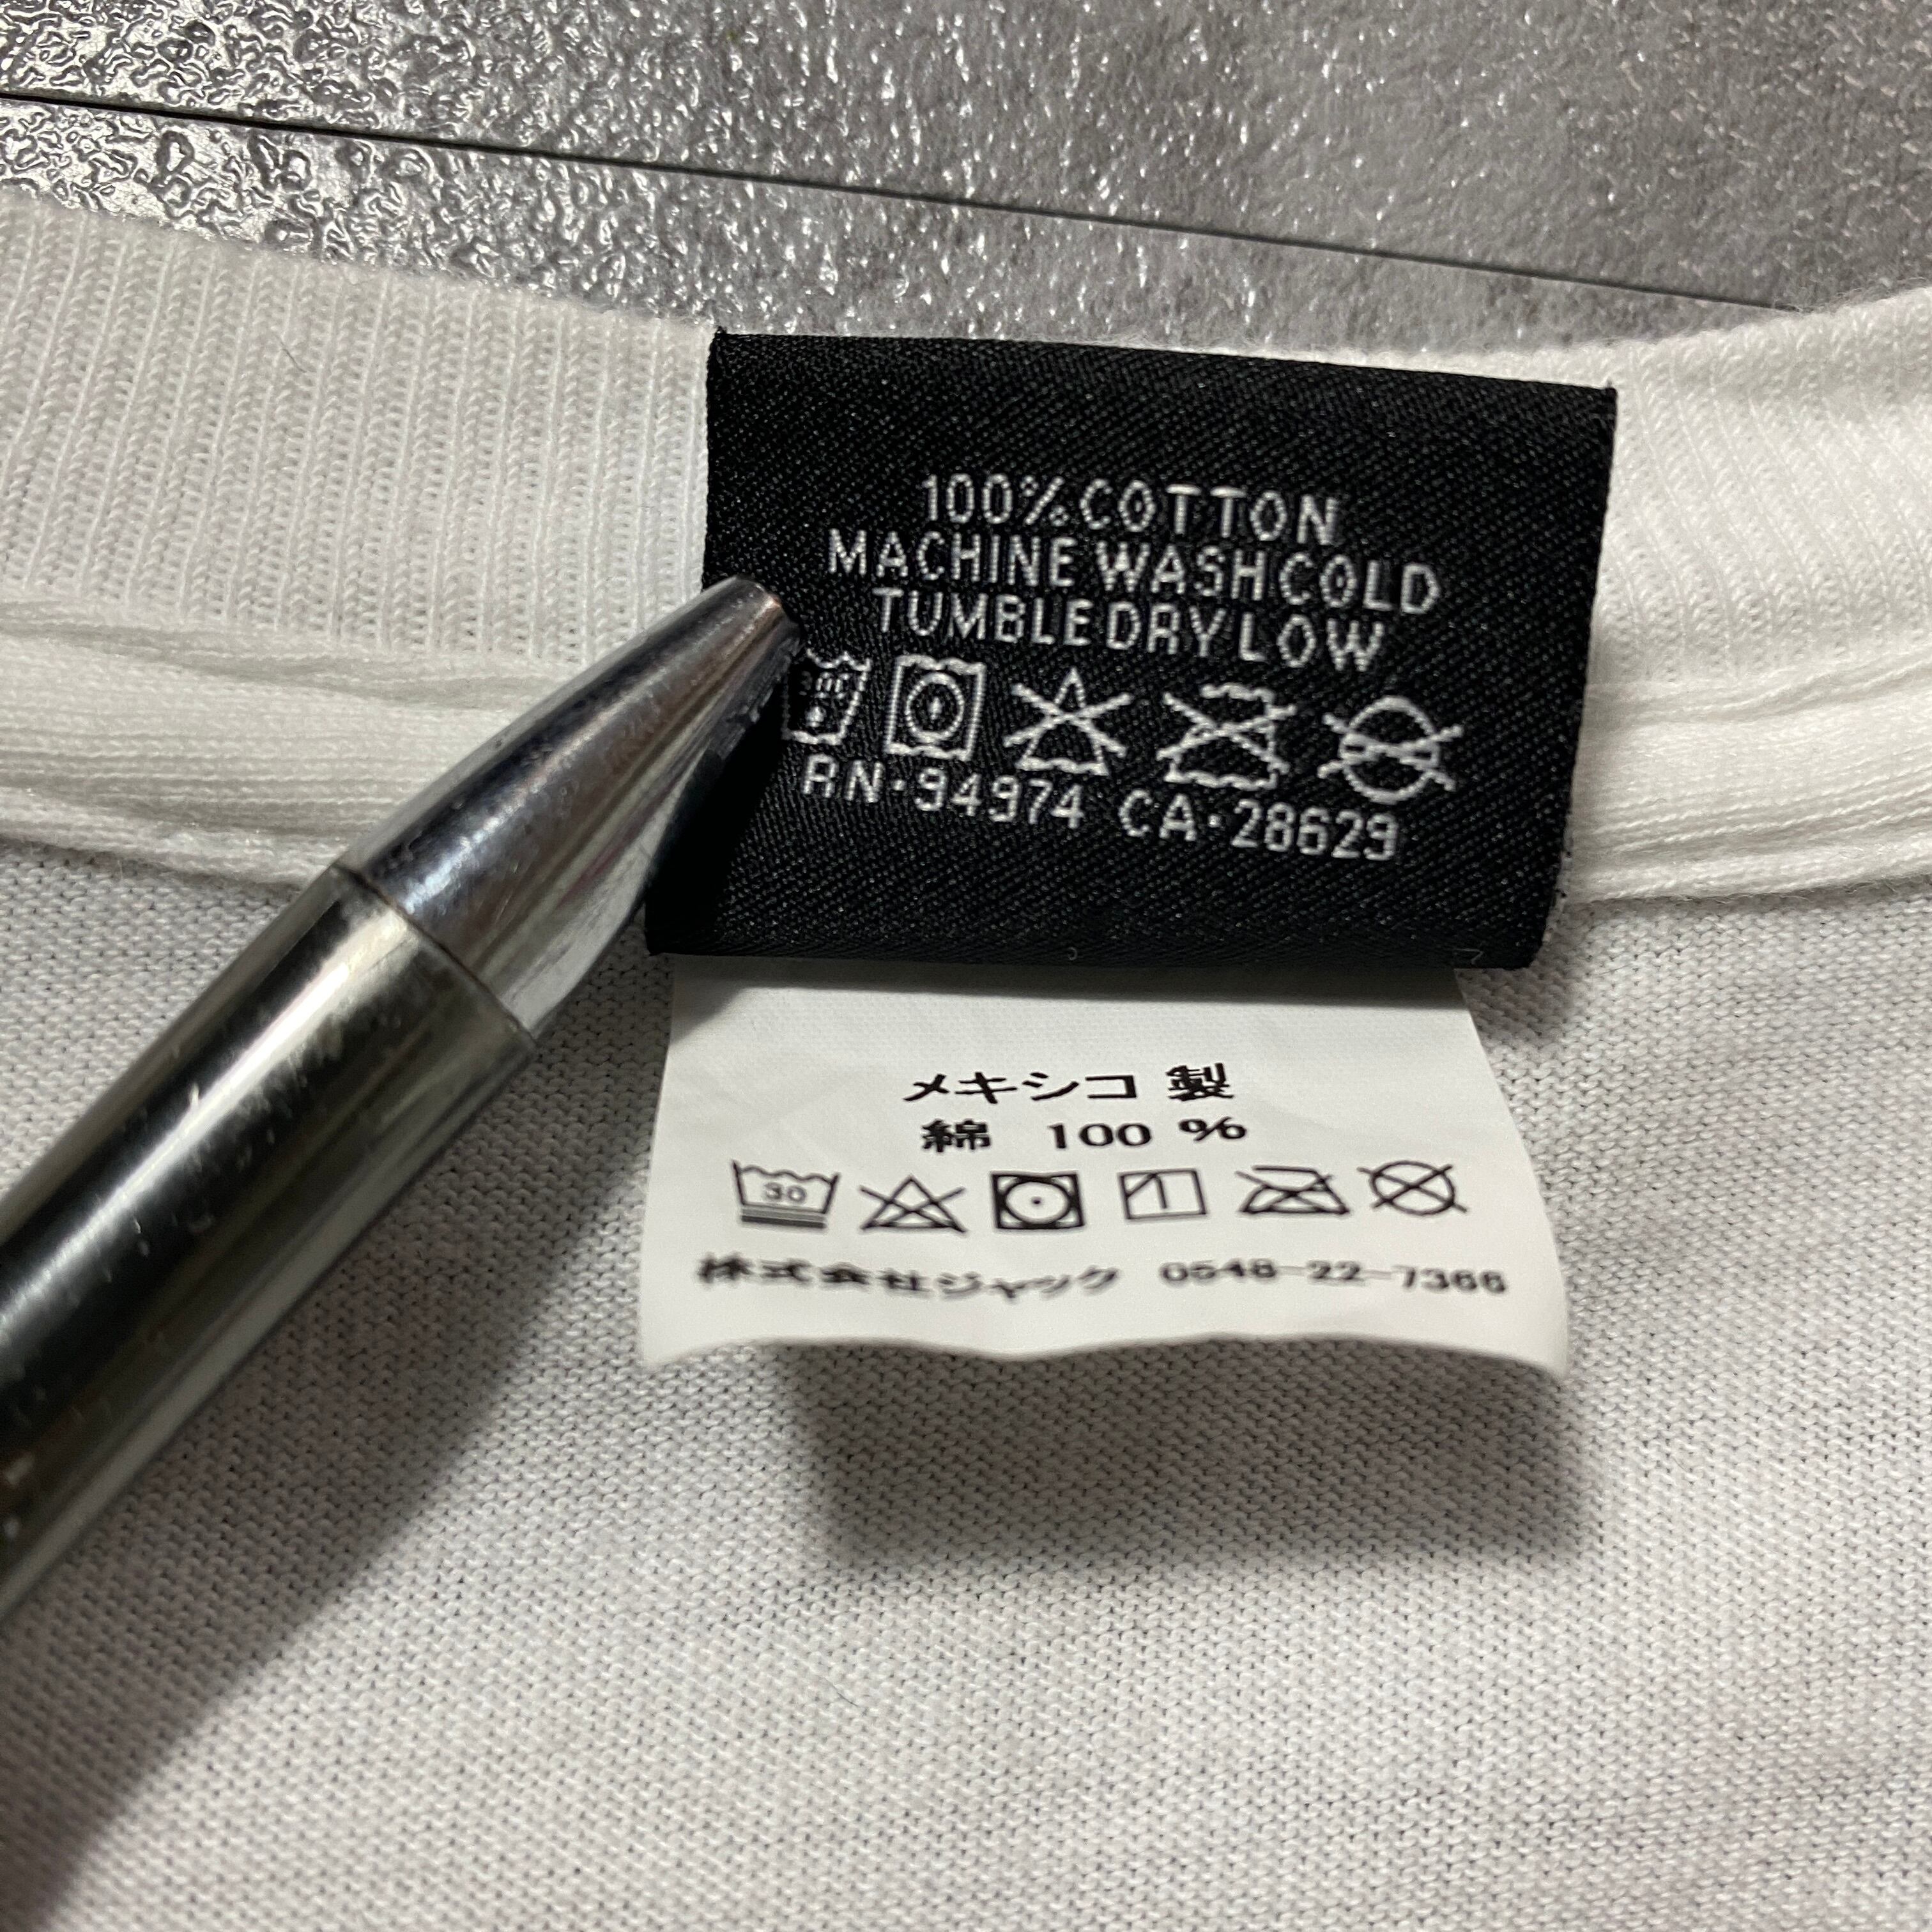 100% COTTON
MACHINE WASH COLD
TUMBLE DRY LOW
RN·94974 CA·28629
メキシコ 製
綿 100 %
30
株式会社ジャック 0548-22-7366